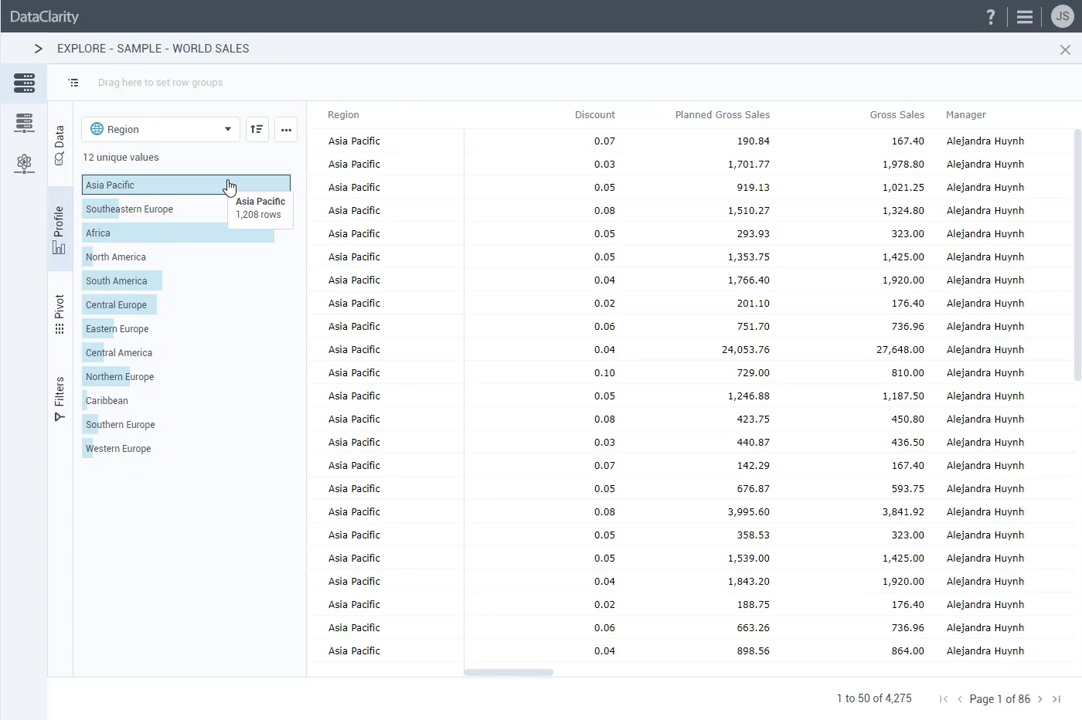 DataClarity
? JS
EXPLORE - SAMPLE - WORLD SALES
Drag here to set row groups
Data
Profile
Pivot
Filters
Region
12 unique values
Asia Pacific
Southeastern Europe
Africa
North America
South America
Central Europe
Eastern Europe
Central America
Northern Europe
Caribbean
Southern Europe
Western Europe
Asia Pacific
1,208 rows
Region Discount Planned Gross Sales Gross Sales Manager
Asia Pacific 0.07 190.84 167.40 Alejandra Huynh
Asia Pacific 0.03 1,701.77 1,978.80 Alejandra Huynh
Asia Pacific 0.05 919.13 1,021.25 Alejandra Huynh
Asia Pacific 0.08 1,510.27 1,324.80 Alejandra Huynh
Asia Pacific 0.05 293.93 323.00 Alejandra Huynh
Asia Pacific 0.05 1,353.75 1,425.00 Alejandra Huynh
Asia Pacific 0.04 1,766.40 1,920.00 Alejandra Huynh
Asia Pacific 0.02 201.10 176.40 Alejandra Huynh
Asia Pacific 0.06 751.70 736.96 Alejandra Huynh
Asia Pacific 0.04 24,053.76 27,648.00 Alejandra Huynh
Asia Pacific 0.10 729.00 810.00 Alejandra Huynh
Asia Pacific 0.05 1,246.88 1,187.50 Alejandra Huynh
Asia Pacific 0.08 423.75 450.80 Alejandra Huynh
Asia Pacific 0.03 440.87 436.50 Alejandra Huynh
Asia Pacific 0.07 142.29 167.40 Alejandra Huynh
Asia Pacific 0.05 676.87 593.75 Alejandra Huynh
Asia Pacific 0.08 3,995.60 3,841.92 Alejandra Huynh
Asia Pacific 0.05 358.53 323.00 Alejandra Huynh
Asia Pacific 0.05 1,539.00 1,425.00 Alejandra Huynh
Asia Pacific 0.04 1,843.20 1,920.00 Alejandra Huynh
Asia Pacific 0.02 188.75 176.40 Alejandra Huynh
Asia Pacific 0.06 663.26 736.96 Alejandra Huynh
Asia Pacific 0.04 898.56 864.00 Alejandra Huynh
1 to 50 of 4,275 Page 1 of 86